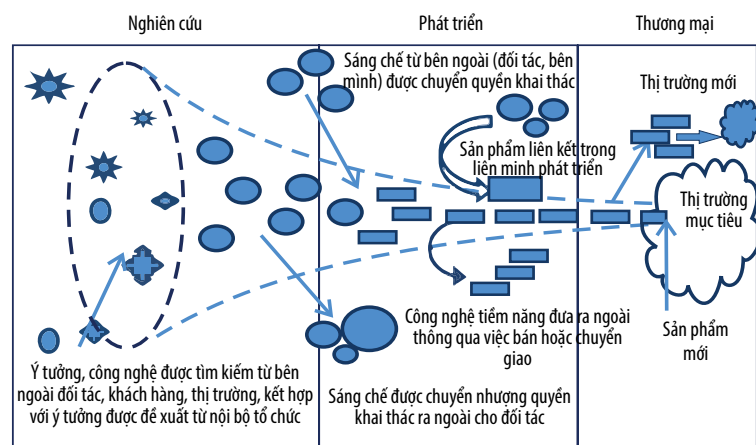 Nghiên cứu
Phát triển
Thương mại
Sáng chế từ bên ngoài (đối tác, bên
mình) được chuyển quyền khai thác
Thị trường mới
Sản phẩm liên kết trong
liên minh phát triển
Thị trường
mục tiêu
Công nghệ tiềm năng đưa ra ngoài
thông qua việc bán hoặc chuyển
giao
Sản phẩm
mới
Ý tưởng, công nghệ được tìm kiếm từ bên
ngoài đối tác, khách hàng, thị trường, kết hợp
với ý tưởng được đề xuất từ nội bộ tổ chức
Sáng chế được chuyển nhượng quyền
khai thác ra ngoài cho đối tác